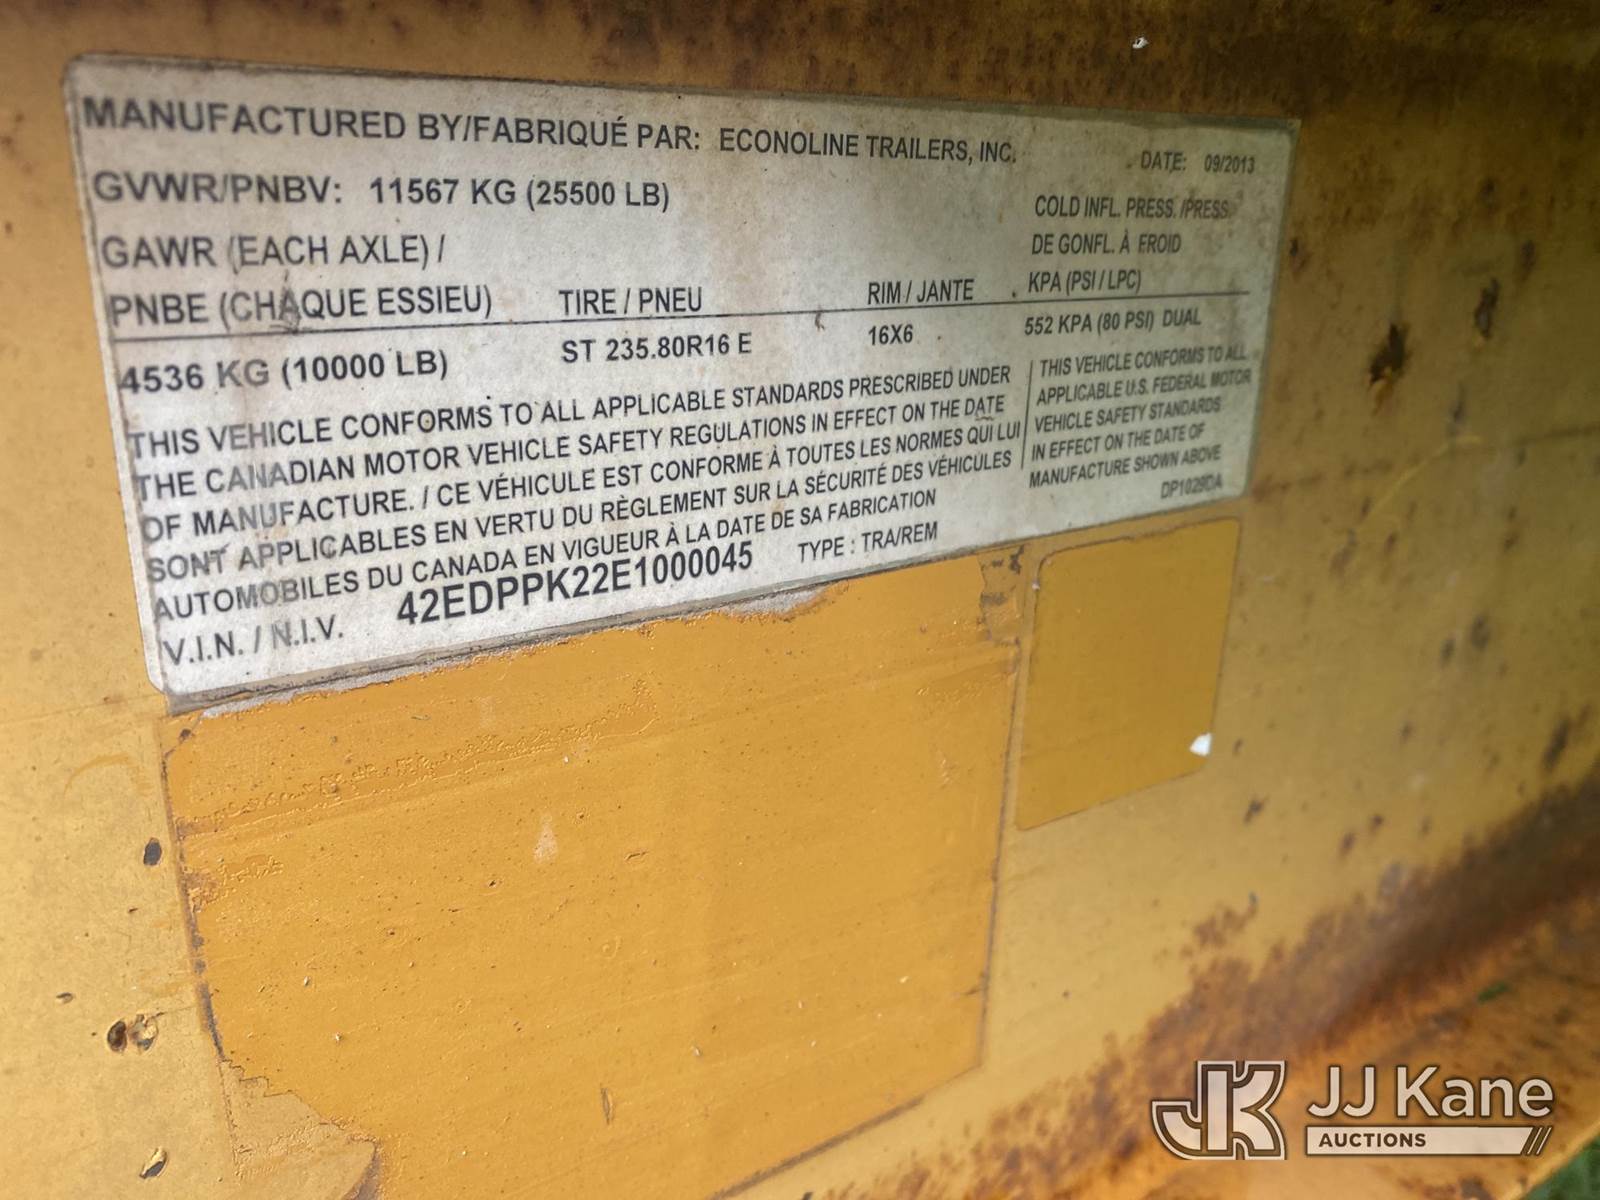 MANUFACTURED BY/FABRIQUÉ PAR: ECONOLINE TRAILERS, INC.
DATE: 09/2013
GVWR/PNBV: 11567 KG (25500 LB)
GAWR (EACH AXLE) /
PNBE (CHAQUE ESSIEU) TIRE / PNEU RIM / JANTE
COLD INFL. PRESS. /PRESS.
DE GONFL. À FROID
KPA (PSI / LPC)
4536 KG (10000 LB) ST 235.80R16 E 16X6 552 KPA (80 PSI) DUAL
THIS VEHICLE CONFORMS TO ALL APPLICABLE STANDARDS PRESCRIBED UNDER
THE CANADIAN MOTOR VEHICLE SAFETY REGULATIONS IN EFFECT ON THE DATE
OF MANUFACTURE. / CE VÉHICULE EST CONFORME À TOUTES LES NORMES QUI LUI
SONT APPLICABLES EN VERTU DU RÈGLEMENT SUR LA SÉCURITÉ DES VÉHICULES
AUTOMOBILES DU CANADA EN VIGUEUR À LA DATE DE SA FABRICATION
THIS VEHICLE CONFORMS TO ALL
APPLICABLE U.S. FEDERAL MOTOR
VEHICLE SAFETY STANDARDS
IN EFFECT ON THE DATE OF
MANUFACTURE SHOWN ABOVE
V.I.N. / N.I.V. 42EDPPK22E1000045 TYPE : TRA/REM
JK JJ Kane
AUCTIONS